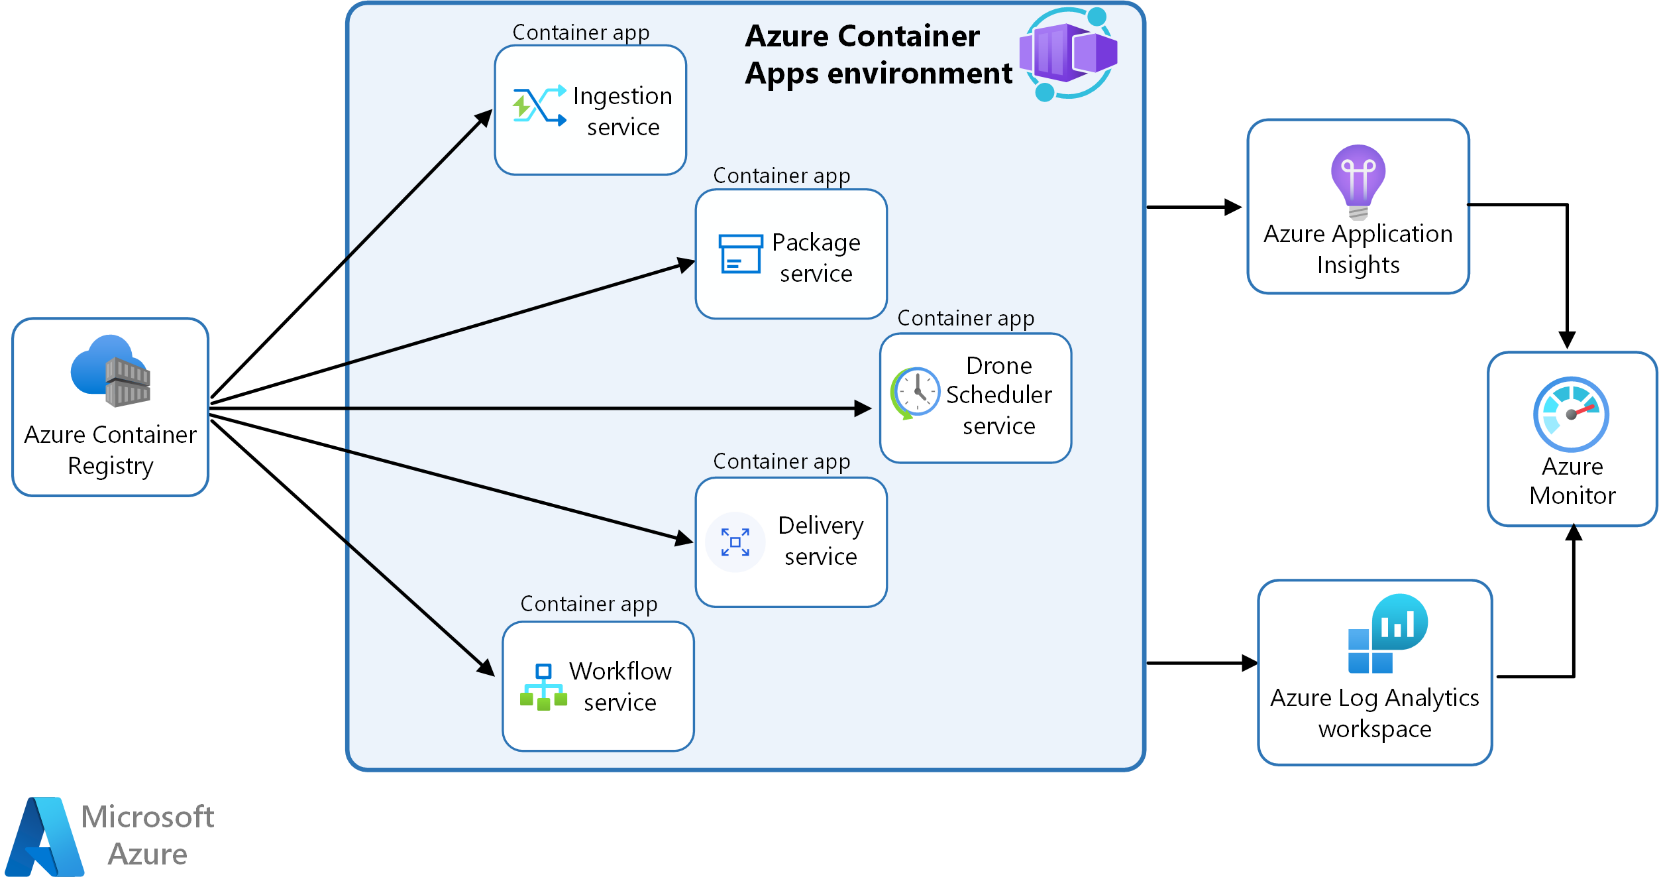 Azure Container
Apps environment
Container app
Ingestion
service
Container app
Package
service
Container app
Drone
Scheduler
service
Container app
Delivery
service
Container app
Workflow
service
Azure Container
Registry
Azure Application
Insights
Azure
Monitor
Azure Log Analytics
workspace
Microsoft
Azure